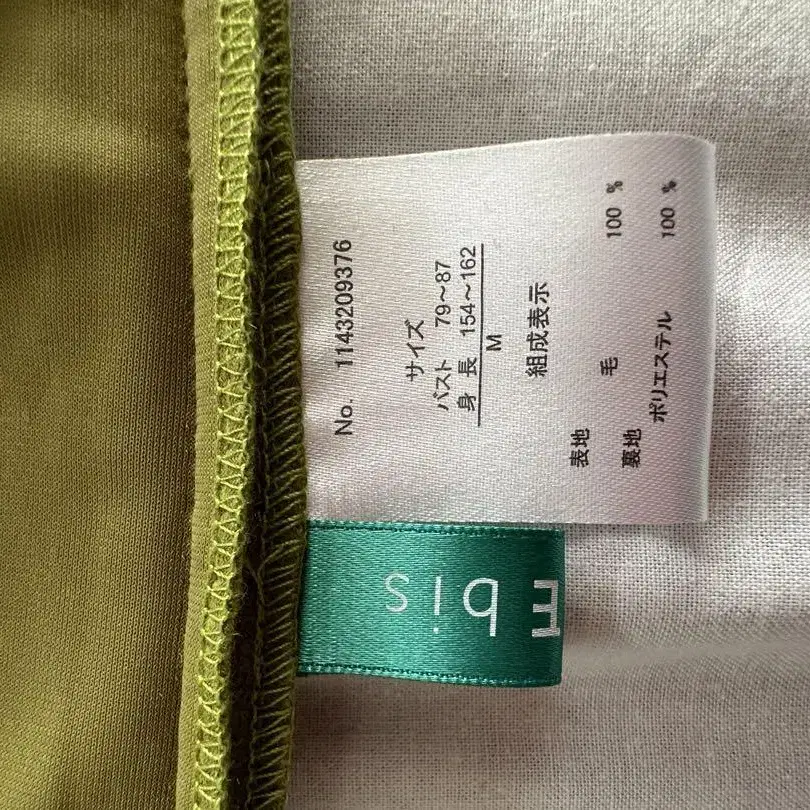 No. 1143209376
サイズ
バスト 79～87
身長 154～162
M
組成表示
表地
毛 100 %
裏地
ポリエステル 100 %
E bis